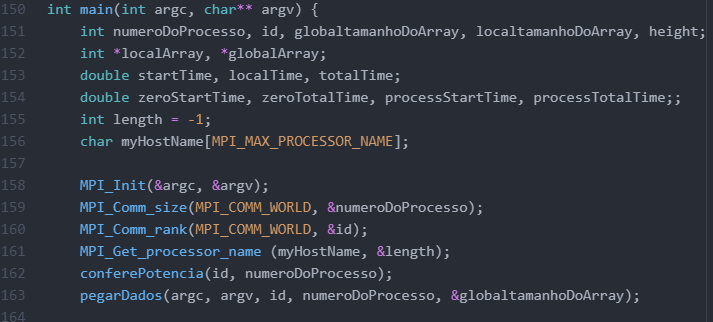 150 int main(int argc, char** argv) {
151     int numeroDoProcesso, id, globaltamanhoDoArray, localtamanhoDoArray, height;
152     int *localArray, *globalArray;
153     double startTime, localTime, totalTime;
154     double zeroStartTime, zeroTotalTime, processStartTime, processTotalTime;;
155     int length = -1;
156     char myHostName[MPI_MAX_PROCESSOR_NAME];
157
158     MPI_Init(&argc, &argv);
159     MPI_Comm_size(MPI_COMM_WORLD, &numeroDoProcesso);
160     MPI_Comm_rank(MPI_COMM_WORLD, &id);
161     MPI_Get_processor_name (myHostName, &length);
162     conferePotencia(id, numeroDoProcesso);
163     pegarDados(argc, argv, id, numeroDoProcesso, &globaltamanhoDoArray);
164